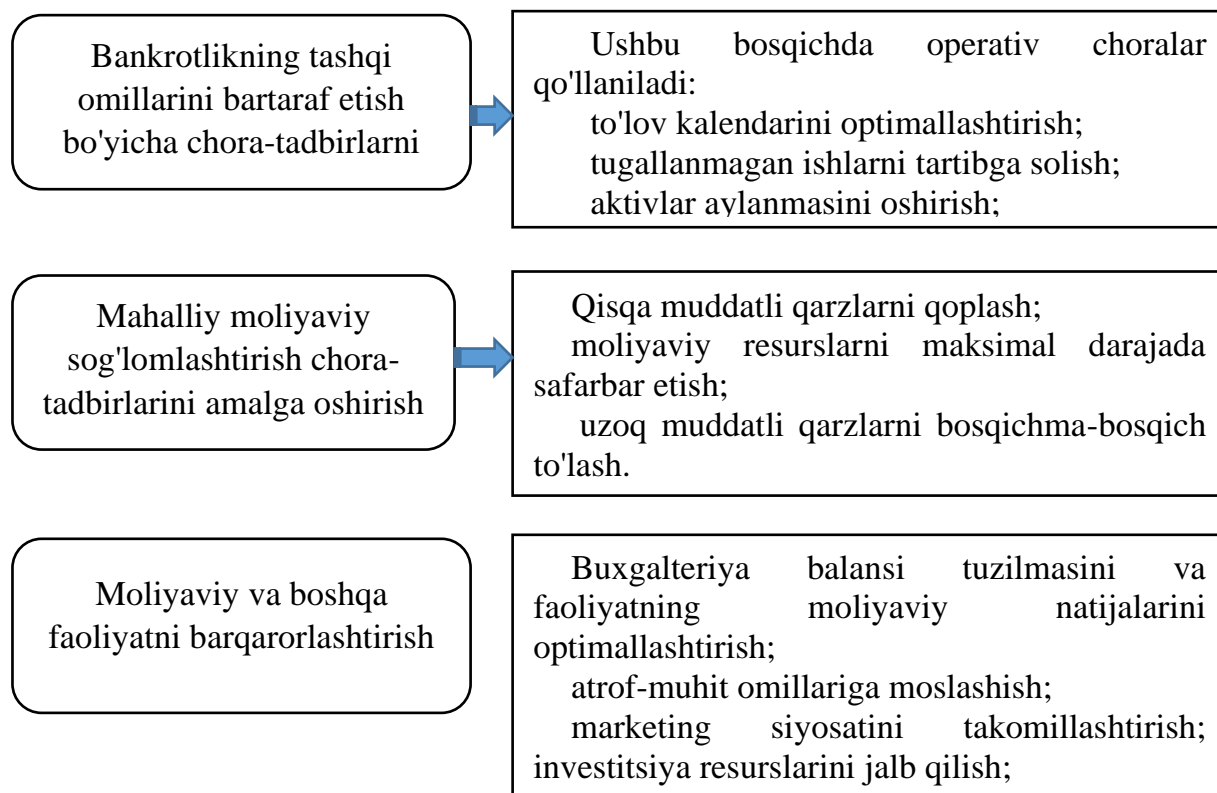 Bankrotlikning tashqi
omillarini bartaraf etish
bo'yicha chora-tadbirlarni
Ushbu bosqichda operativ choralar
qo'llaniladi:
to'lov kalendarini optimallashtirish;
tugallanmagan ishlarni tartibga solish;
aktivlar aylanmasini oshirish;
Mahalliy moliyaviy
sog'lomlashtirish chora-
tadbirlarini amalga oshirish
Qisqa muddatli qarzlarni qoplash;
moliyaviy resurslarni maksimal darajada
safarbar etish;
uzoq muddatli qarzlarni bosqichma-bosqich
to'lash.
Moliyaviy va boshqa
faoliyatni barqarorlashtirish
Buxgalteriya balansi tuzilmasini va
faoliyatning moliyaviy natijalarini
optimallashtirish;
atrof-muhit omillariga moslashish;
marketing siyosatini takomillashtirish;
investitsiya resurslarini jalb qilish;